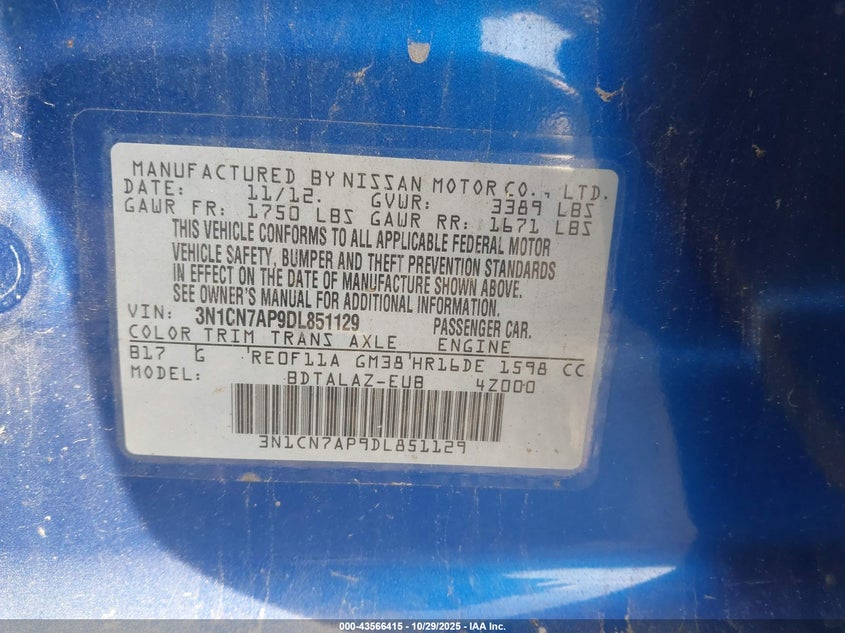 MANUFACTURED BY NISSAN MOTOR CO., LTD.
DATE: 11/12. GVWR: 3389 LBS
GAWR FR: 1750 LBS GAWR RR: 1671 LBS
THIS VEHICLE CONFORMS TO ALL APPLICABLE FEDERAL MOTOR
VEHICLE SAFETY, BUMPER AND THEFT PREVENTION STANDARDS
IN EFFECT ON THE DATE OF MANUFACTURE SHOWN ABOVE.
SEE OWNER'S MANUAL FOR ADDITIONAL INFORMATION.
VIN: 3N1CN7AP9DL851129 PASSENGER CAR.
COLOR TRIM TRANS AXLE ENGINE
B17 G RE0F11A GM38 HR16DE 1598 CC
MODEL: BDTALAZ-EUB 4Z000
3N1CN7AP9DL851129
000-43566415 | 10/29/2025 | IAA Inc.